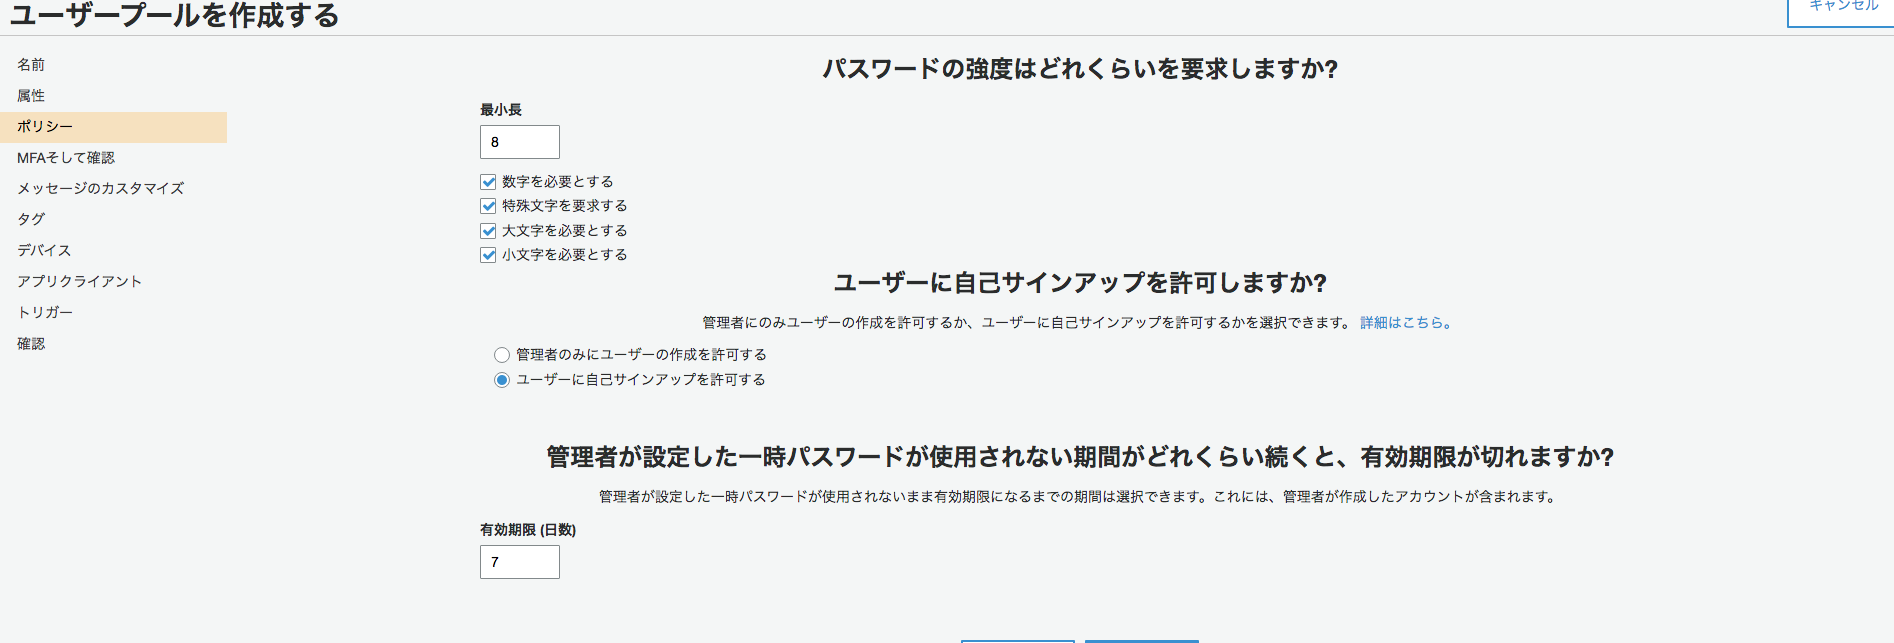 ユーザープールを作成する
キャンセル
名前
属性
ポリシー
MFAそして確認
メッセージのカスタマイズ
タグ
デバイス
アプリクライアント
トリガー
確認
パスワードの強度はどれくらいを要求しますか?
最小長
8
数字を必要とする
特殊文字を要求する
大文字を必要とする
小文字を必要とする
ユーザーに自己サインアップを許可しますか?
管理者にのみユーザーの作成を許可するか、ユーザーに自己サインアップを許可するかを選択できます。 詳細はこちら。
管理者のみにユーザーの作成を許可する
ユーザーに自己サインアップを許可する
管理者が設定した一時パスワードが使用されない期間がどれくらい続くと、有効期限が切れますか?
管理者が設定した一時パスワードが使用されないまま有効期限になるまでの期間は選択できます。これには、管理者が作成したアカウントが含まれます。
有効期限 (日数)
7